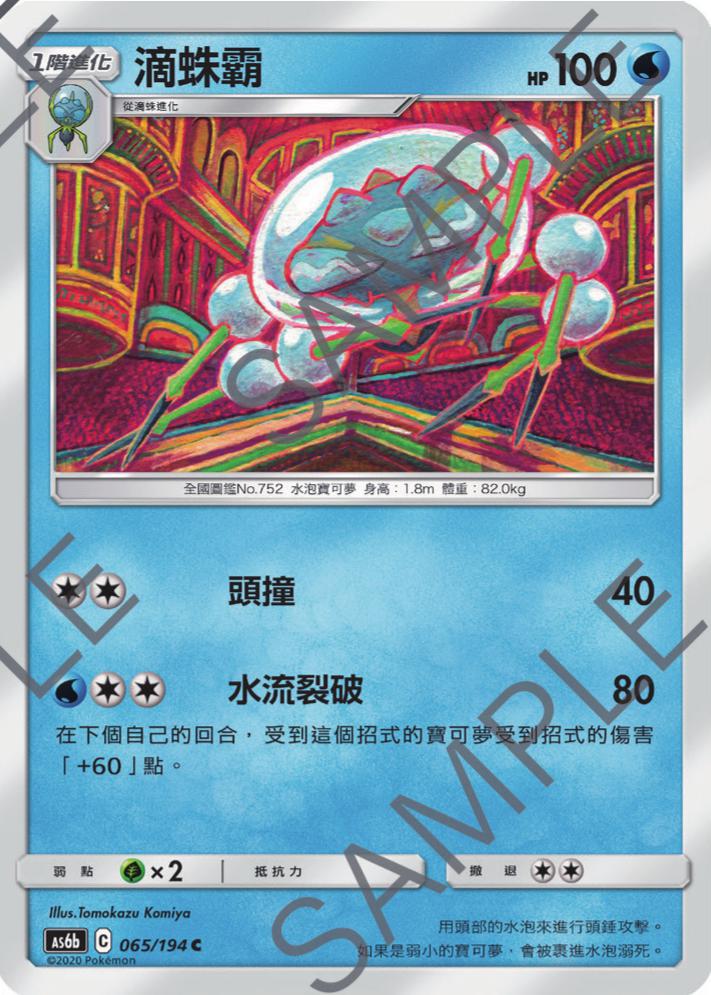 1階進化 滴蛛霸 HP 100
從滴蛛進化
全國圖鑑No.752 水泡寶可夢 身高：1.8m 體重：82.0kg
頭撞 40
水流裂破 80
在下個自己的回合，受到這個招式的寶可夢受到招式的傷害
「+60」點。
弱點 ×2 抵抗力 撤退
Illus.Tomokazu Komiya
用頭部的水泡來進行頭錘攻擊。
AS6b C 065/194 C
如果是弱小的寶可夢，會被裹進水泡溺死。
©2020 Pokémon
SAMPLE
SAMPLE